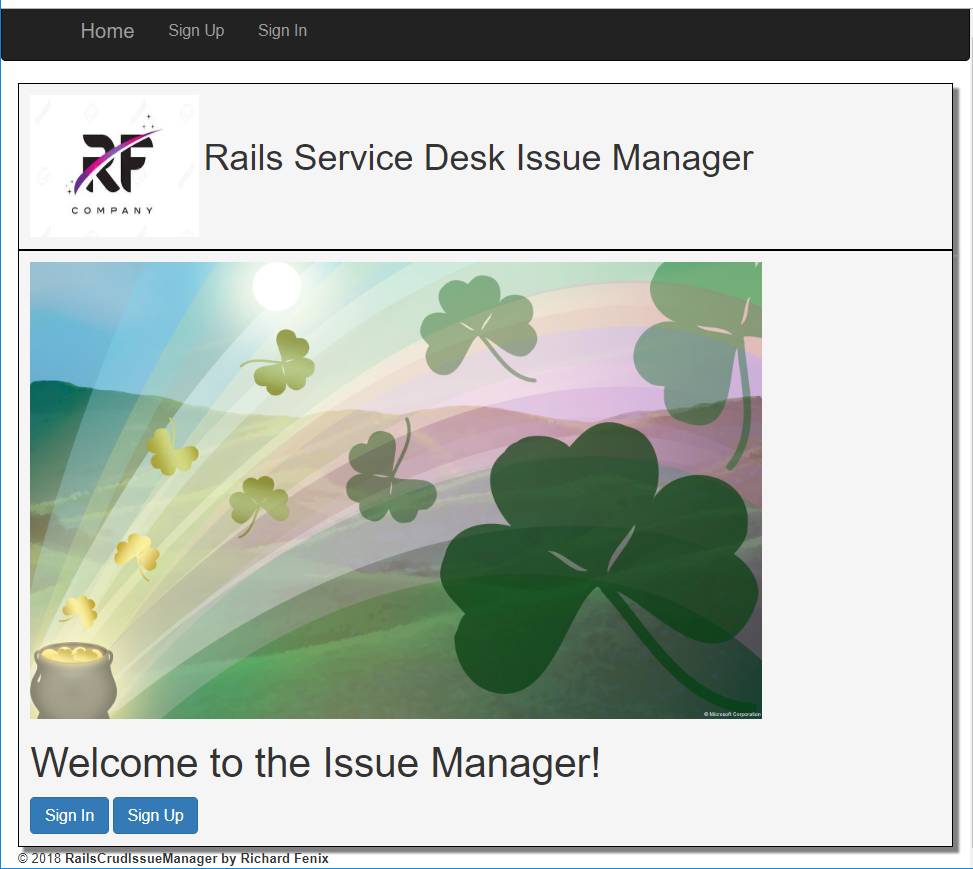 Home Sign Up Sign In
RF
COMPANY
Rails Service Desk Issue Manager
© Microsoft Corporation
Welcome to the Issue Manager!
Sign In Sign Up
© 2018 RailsCrudIssueManager by Richard Fenix